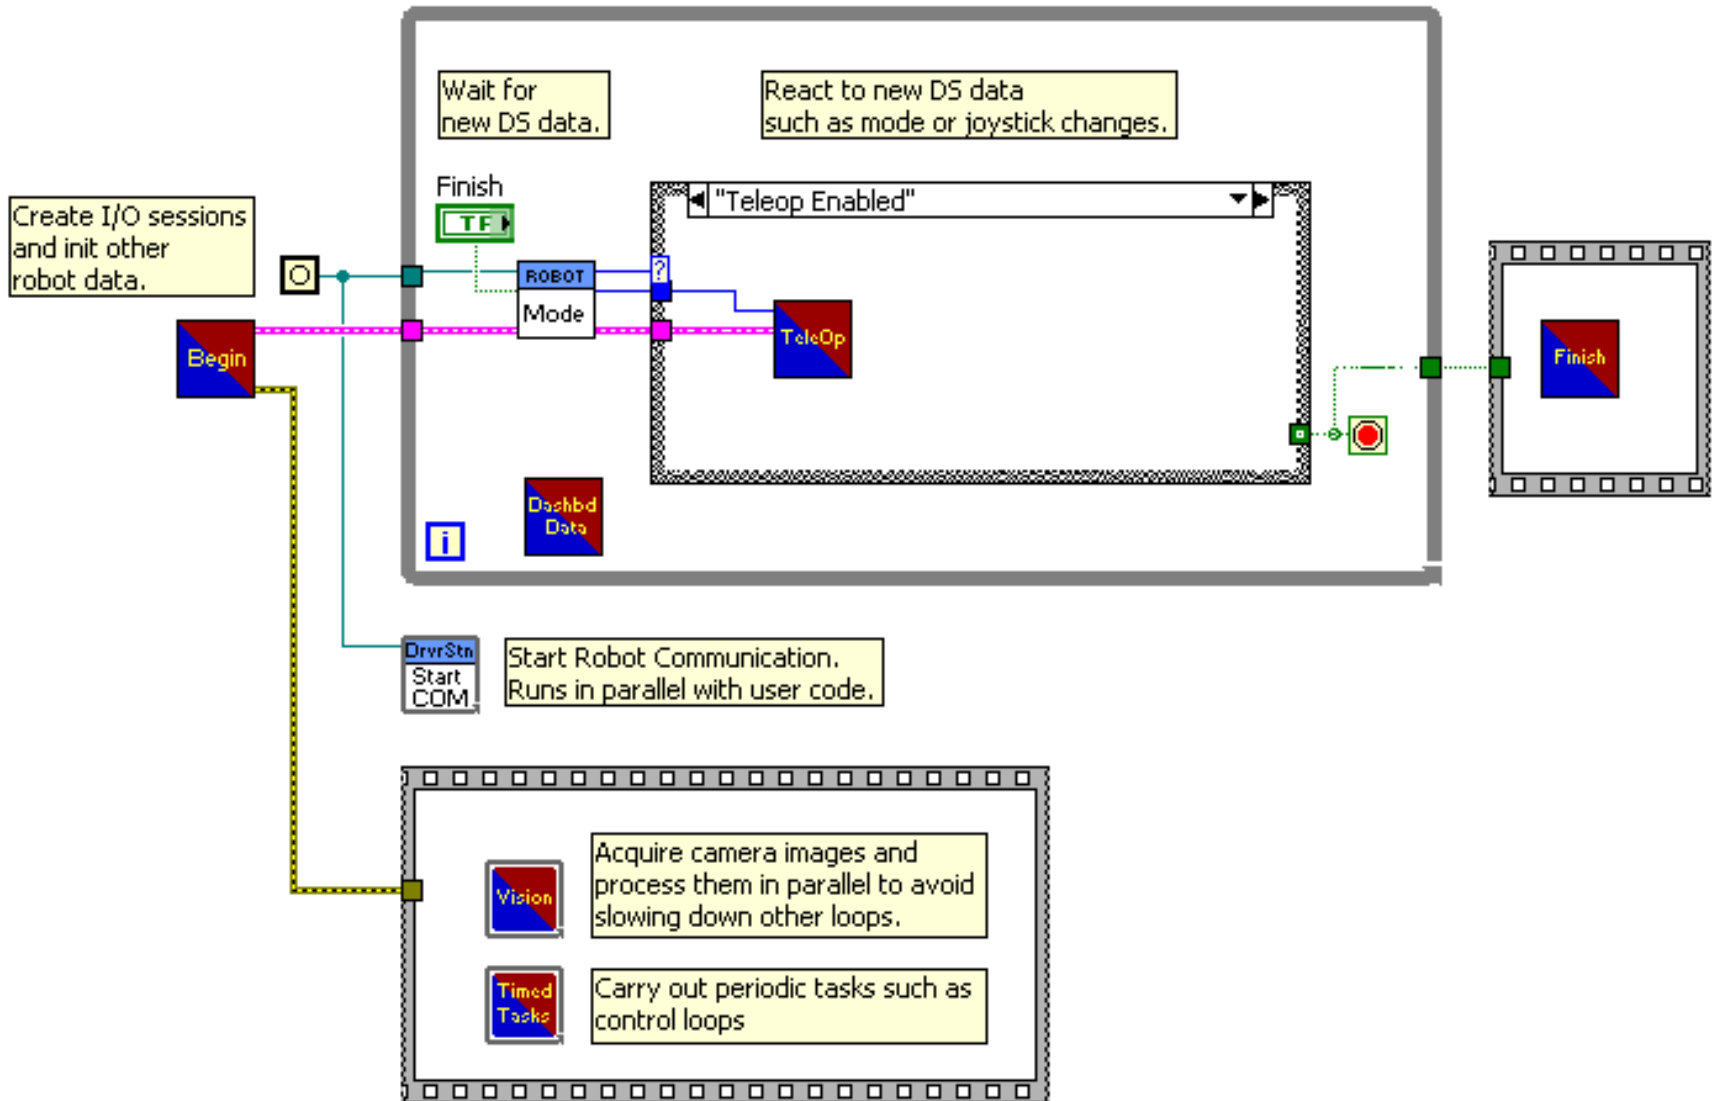 Wait for
new DS data.
React to new DS data
such as mode or joystick changes.
Finish
TF
"Teleop Enabled"
Create I/O sessions
and init other
robot data.
ROBOT
Mode
?
TeleOp
Begin
Finish
Dashbd
Data
i
DrvrStn
Start
COM
Start Robot Communication.
Runs in parallel with user code.
Vision
Acquire camera images and
process them in parallel to avoid
slowing down other loops.
Timed
Tasks
Carry out periodic tasks such as
control loops